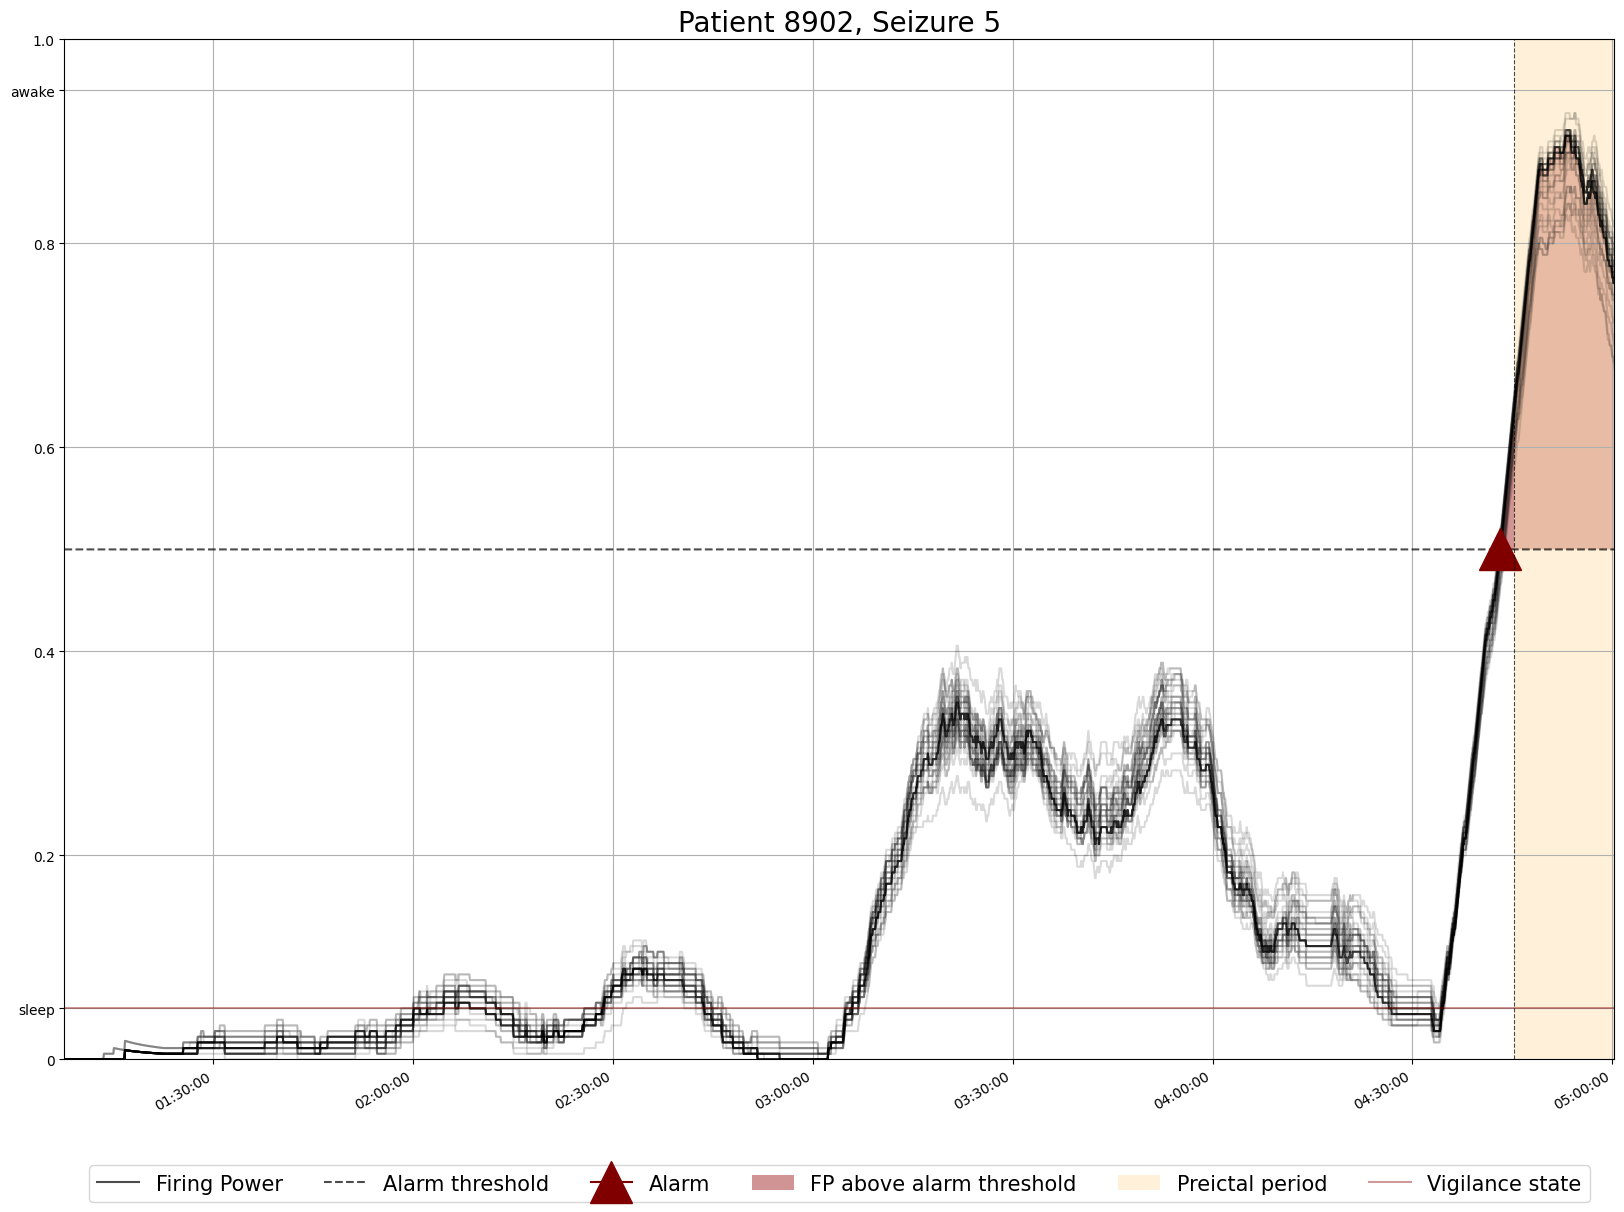 Patient 8902, Seizure 5
1.0
awake
0.8
0.6
0.4
0.2
sleep
0
01:30:00 02:00:00 02:30:00 03:00:00 03:30:00 04:00:00 04:30:00 05:00:00
Firing Power Alarm threshold Alarm FP above alarm threshold Preictal period Vigilance state